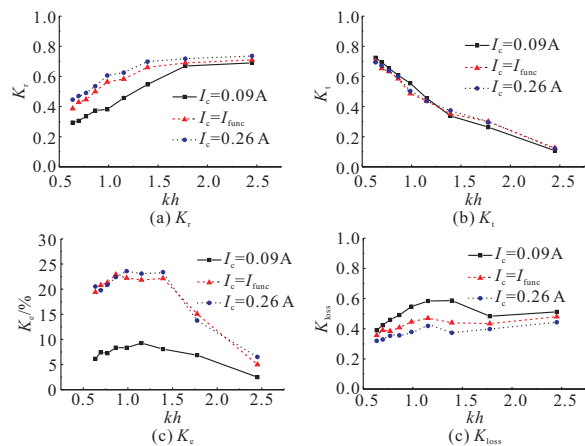 1.0
0.8
0.6
0.4
0.2
0.0
K_r
I_c=0.09A
I_c=I_func
I_c=0.26 A
0.5 1.0 1.5 2.0 2.5
kh
(a) K_r
1.0
0.8
0.6
0.4
0.2
0.0
K_t
I_c=0.09A
I_c=I_func
I_c=0.26 A
0.5 1.0 1.5 2.0 2.5
kh
(b) K_t
30
25
20
15
10
5
0
K_e/%
I_c=0.09A
I_c=I_func
I_c=0.26 A
0.0 0.5 1.0 1.5 2.0 2.5
kh
(c) K_e
1.0
0.8
0.6
0.4
0.2
0.0
K_loss
I_c=0.09A
I_c=I_func
I_c=0.26 A
0.5 1.0 1.5 2.0 2.5
kh
(c) K_loss